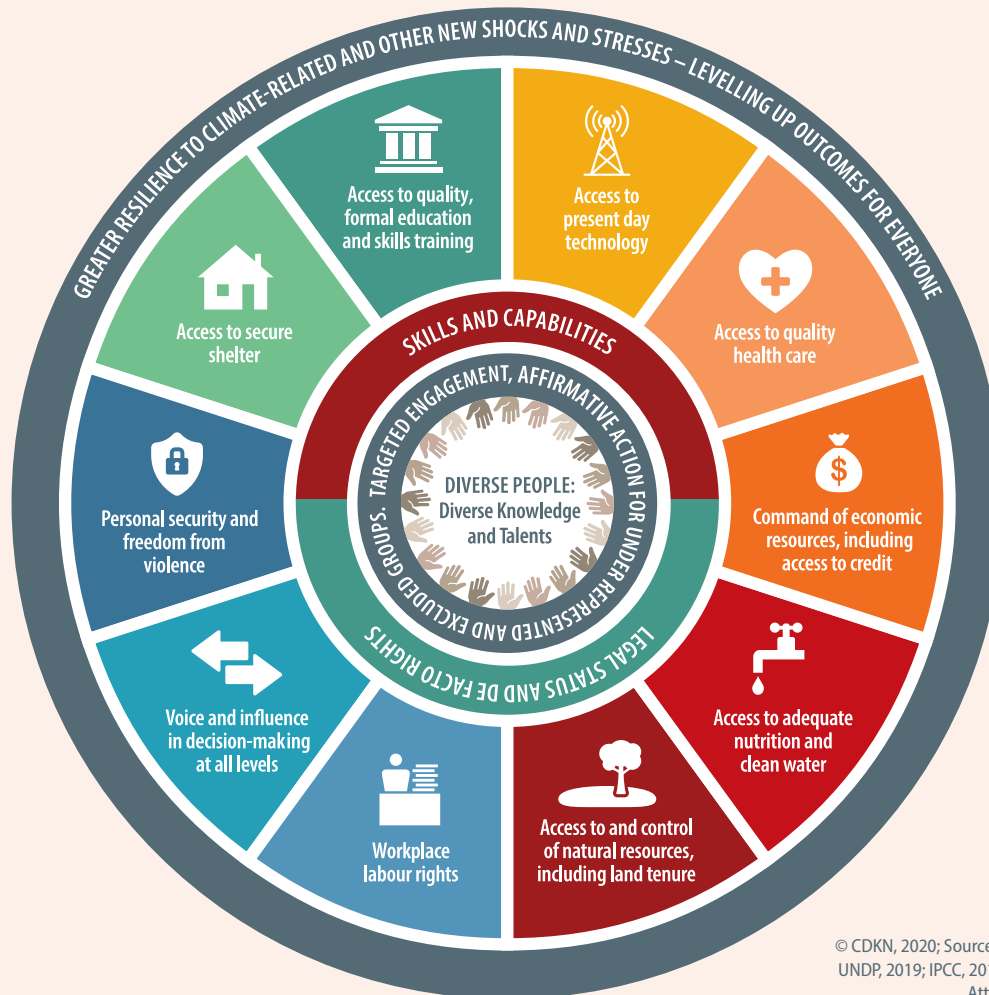 GREATER RESILIENCE TO CLIMATE-RELATED AND OTHER NEW SHOCKS AND STRESSES – LEVELLING UP OUTCOMES FOR EVERYONE
Access to quality,
formal education
and skills training
Access to
present day
technology
Access to secure
shelter
Access to quality
health care
SKILLS AND CAPABILITIES
TARGETED ENGAGEMENT, AFFIRMATIVE ACTION FOR UNDER REPRESENTED AND EXCLUDED GROUPS.
DIVERSE PEOPLE:
Diverse Knowledge
and Talents
Personal security and
freedom from
violence
$
Command of economic
resources, including
access to credit
LEGAL STATUS AND DE FACTO RIGHTS
Voice and influence
in decision-making
at all levels
Access to adequate
nutrition and
clean water
Workplace
labour rights
Access to and control
of natural resources,
including land tenure
© CDKN, 2020; Source
UNDP, 2019; IPCC, 201
Att